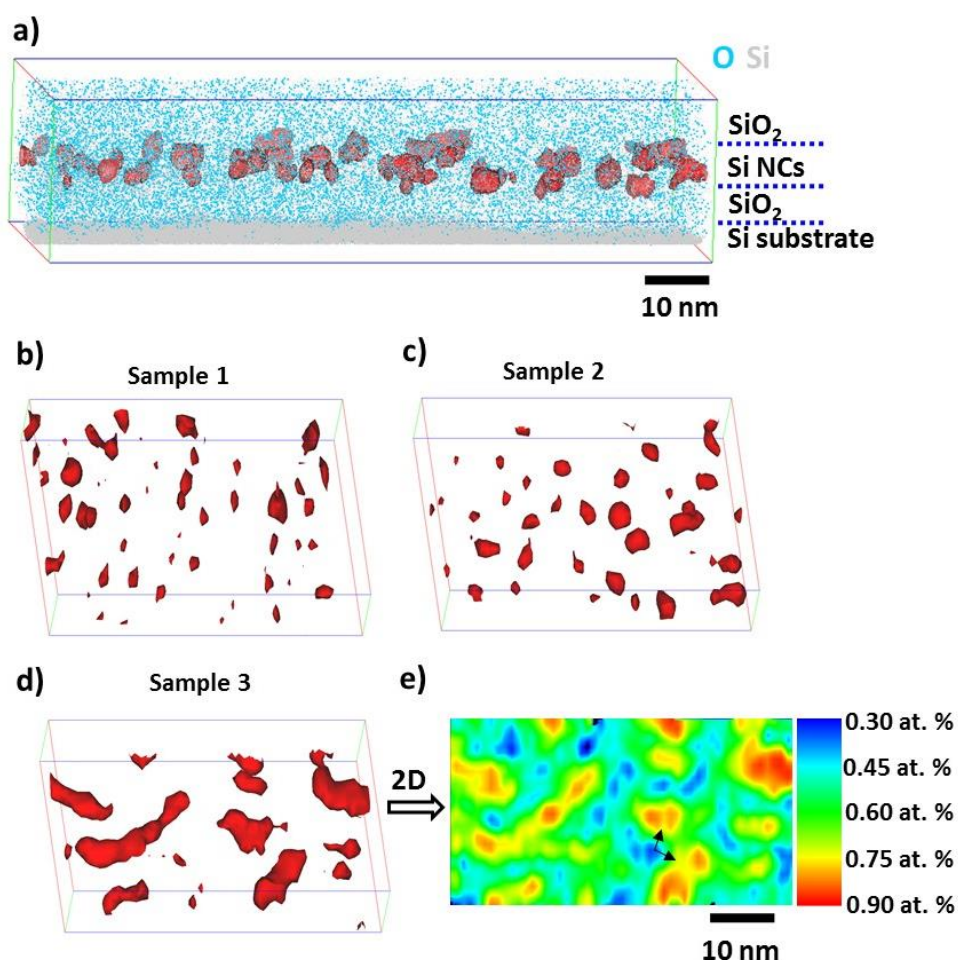 a)
O Si
SiO₂
Si NCs
SiO₂
Si substrate
10 nm
b)
Sample 1
c)
Sample 2
d)
Sample 3
e)
2D
0.30 at. %
0.45 at. %
0.60 at. %
0.75 at. %
0.90 at. %
10 nm